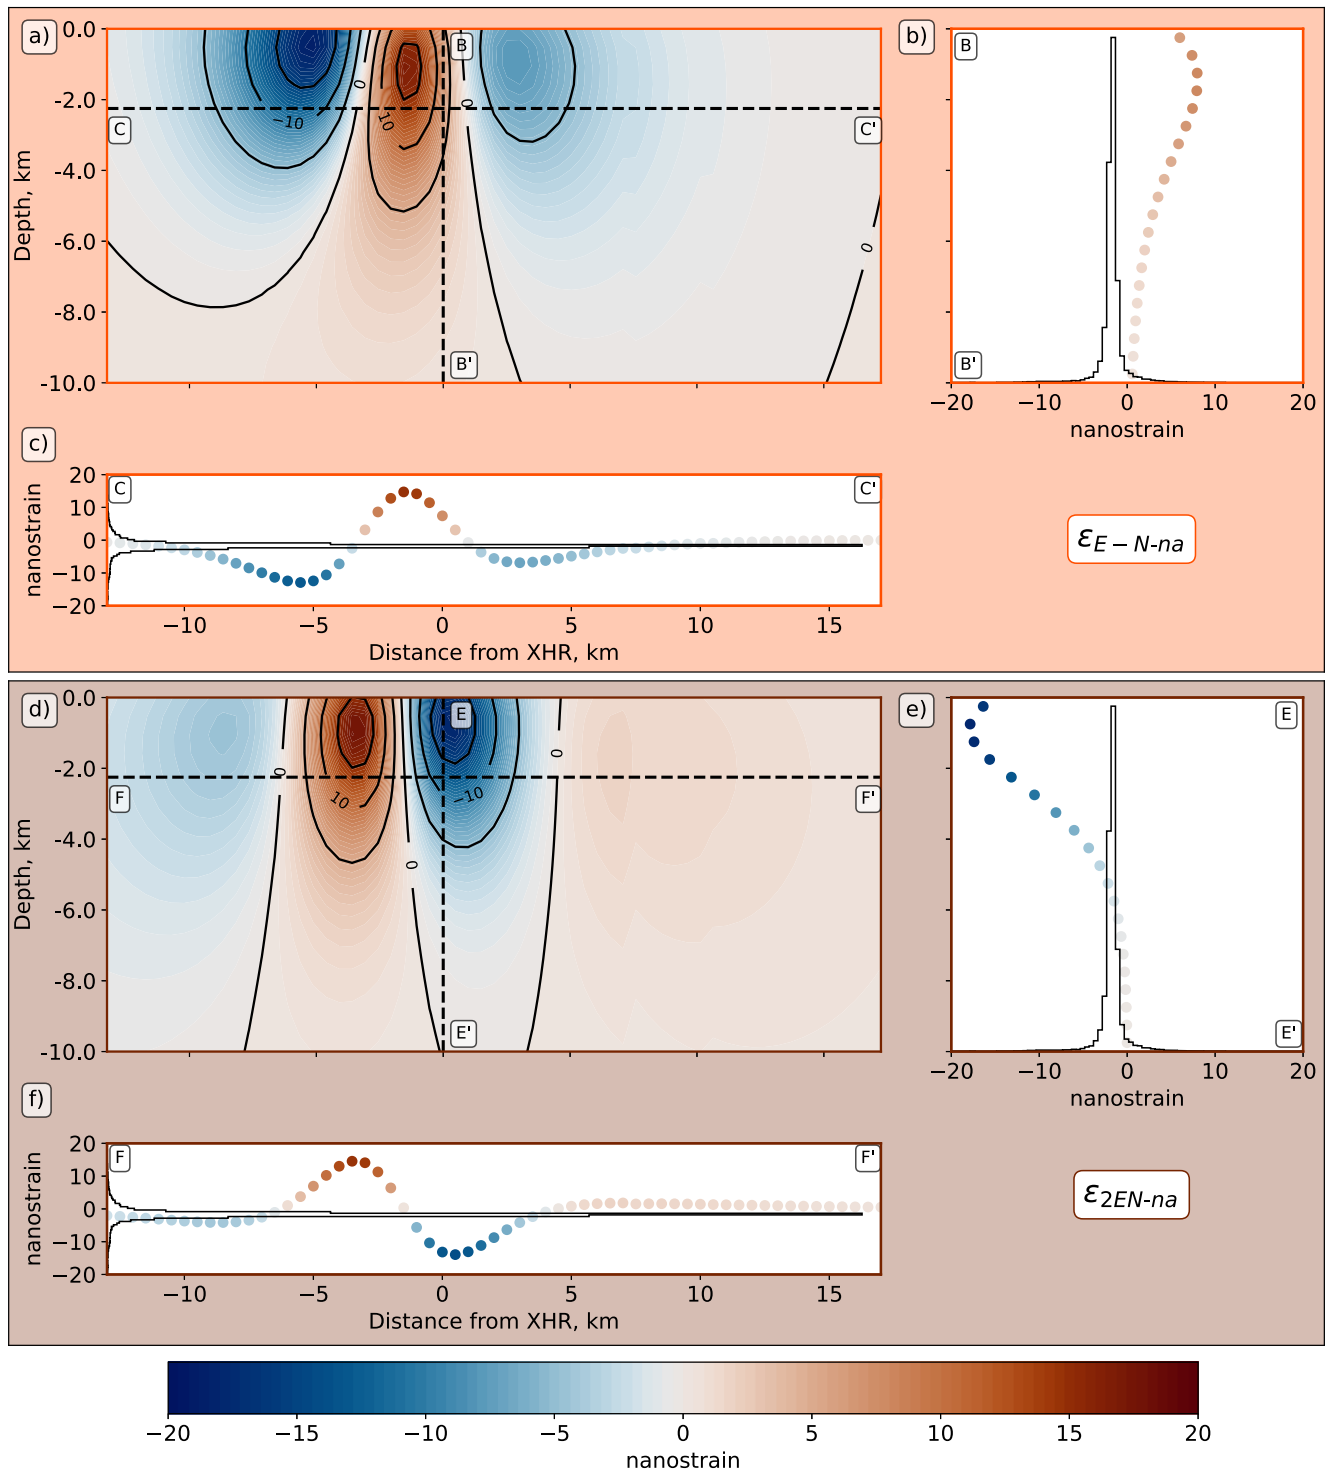 a)
0.0
-2.0
-4.0
-6.0
-8.0
-10.0
Depth, km
B
B'
C
C'
−10
10
0
0
0
b)
B
B'
−20
−10
0
10
20
nanostrain
c)
20
10
0
−10
−20
nanostrain
C
C'
−10
−5
0
5
10
15
Distance from XHR, km
ε E − N-na
d)
0.0
-2.0
-4.0
-6.0
-8.0
-10.0
Depth, km
E
E'
F
F'
0
10
0
−10
0
e)
E
E'
−20
−10
0
10
20
nanostrain
f)
20
10
0
−10
−20
nanostrain
F
F'
−10
−5
0
5
10
15
Distance from XHR, km
ε 2EN-na
−20
−15
−10
−5
0
5
10
15
20
nanostrain